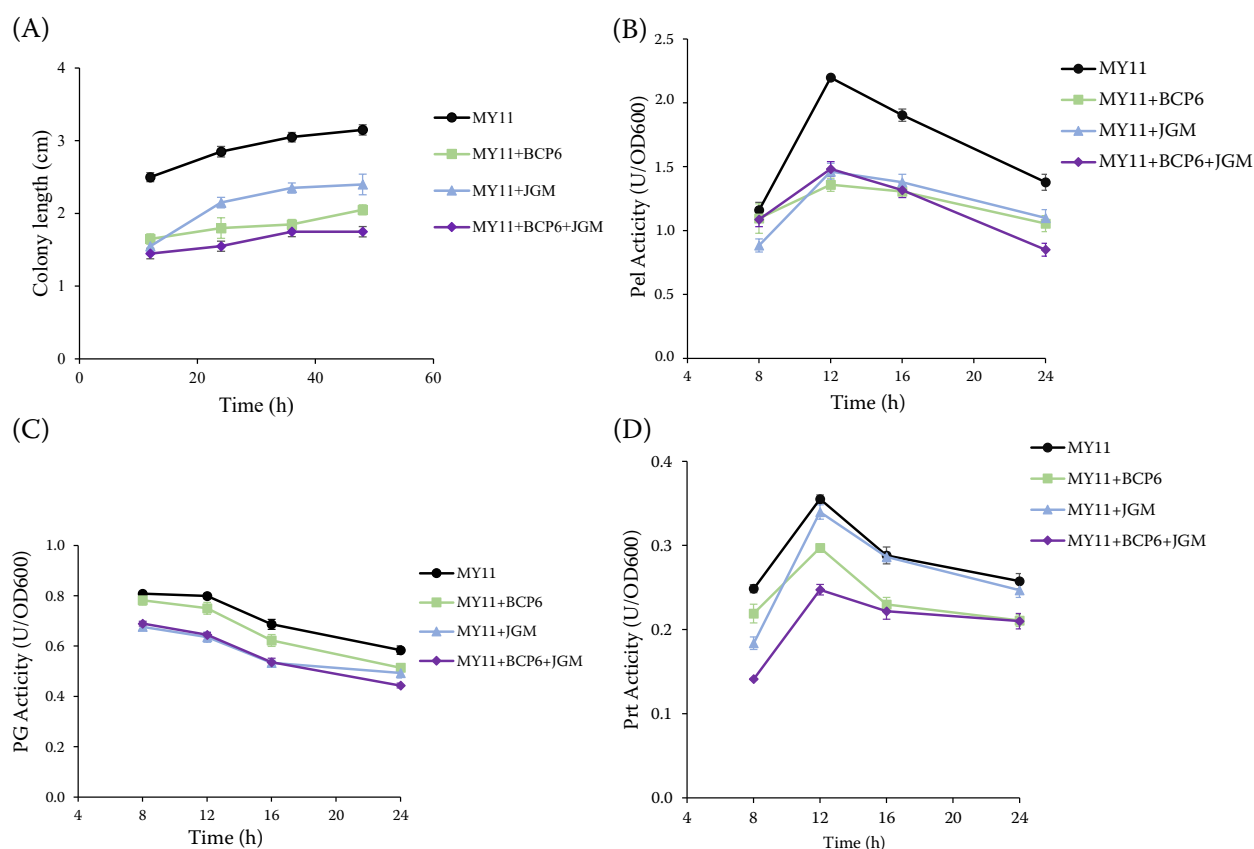 (A)
4
3
2
1
0
0
20
40
60
Colony length (cm)
Time (h)
MY11
MY11+BCP6
MY11+JGM
MY11+BCP6+JGM
(B)
2.5
2.0
1.5
1.0
0.5
0.0
4
8
12
16
20
24
Pel Acticity (U/OD600)
Time (h)
MY11
MY11+BCP6
MY11+JGM
MY11+BCP6+JGM
(C)
1.0
0.8
0.6
0.4
0.2
0.0
4
8
12
16
20
24
PG Acticity (U/OD600)
Time (h)
MY11
MY11+BCP6
MY11+JGM
MY11+BCP6+JGM
(D)
0.4
0.3
0.2
0.1
0.0
4
8
12
16
20
24
Prt Acticity (U/OD600)
Time (h)
MY11
MY11+BCP6
MY11+JGM
MY11+BCP6+JGM